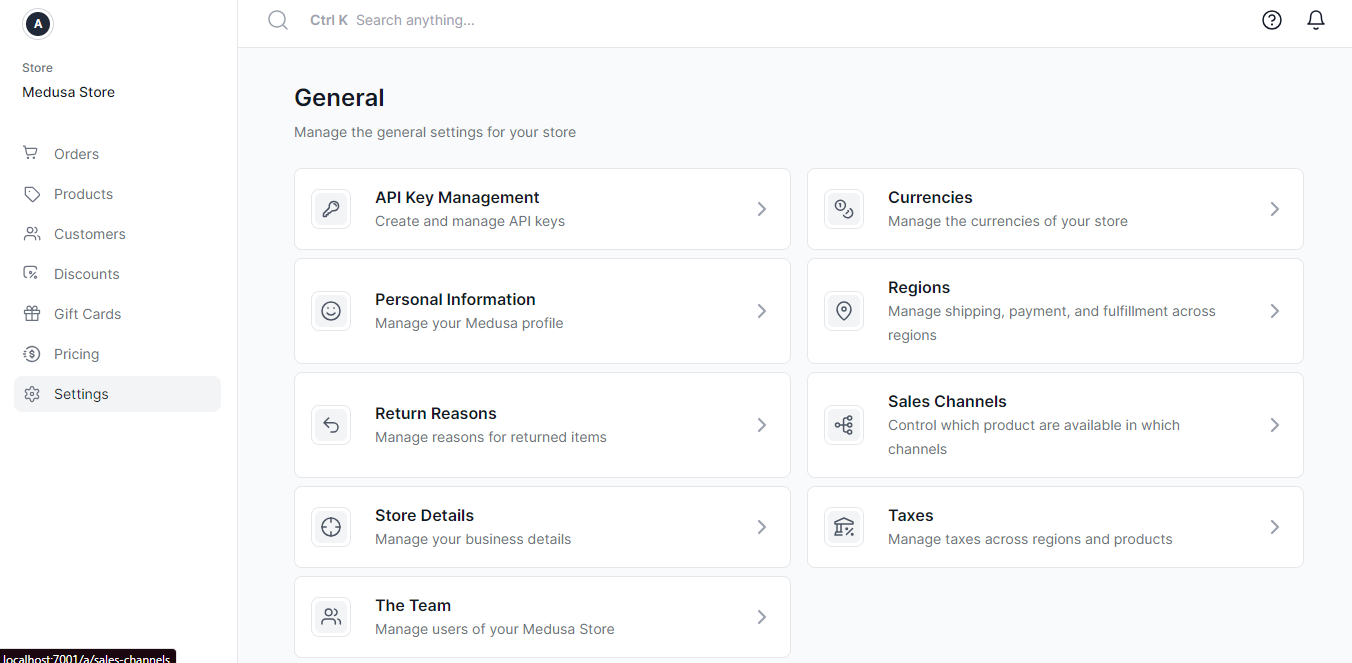 A
Store
Medusa Store
Orders
Products
Customers
Discounts
Gift Cards
Pricing
Settings
Ctrl K Search anything...
General
Manage the general settings for your store
API Key Management
Create and manage API keys
Currencies
Manage the currencies of your store
Personal Information
Manage your Medusa profile
Regions
Manage shipping, payment, and fulfillment across
regions
Return Reasons
Manage reasons for returned items
Sales Channels
Control which product are available in which
channels
Store Details
Manage your business details
Taxes
Manage taxes across regions and products
The Team
Manage users of your Medusa Store
localhost:7001/a/sales-channels